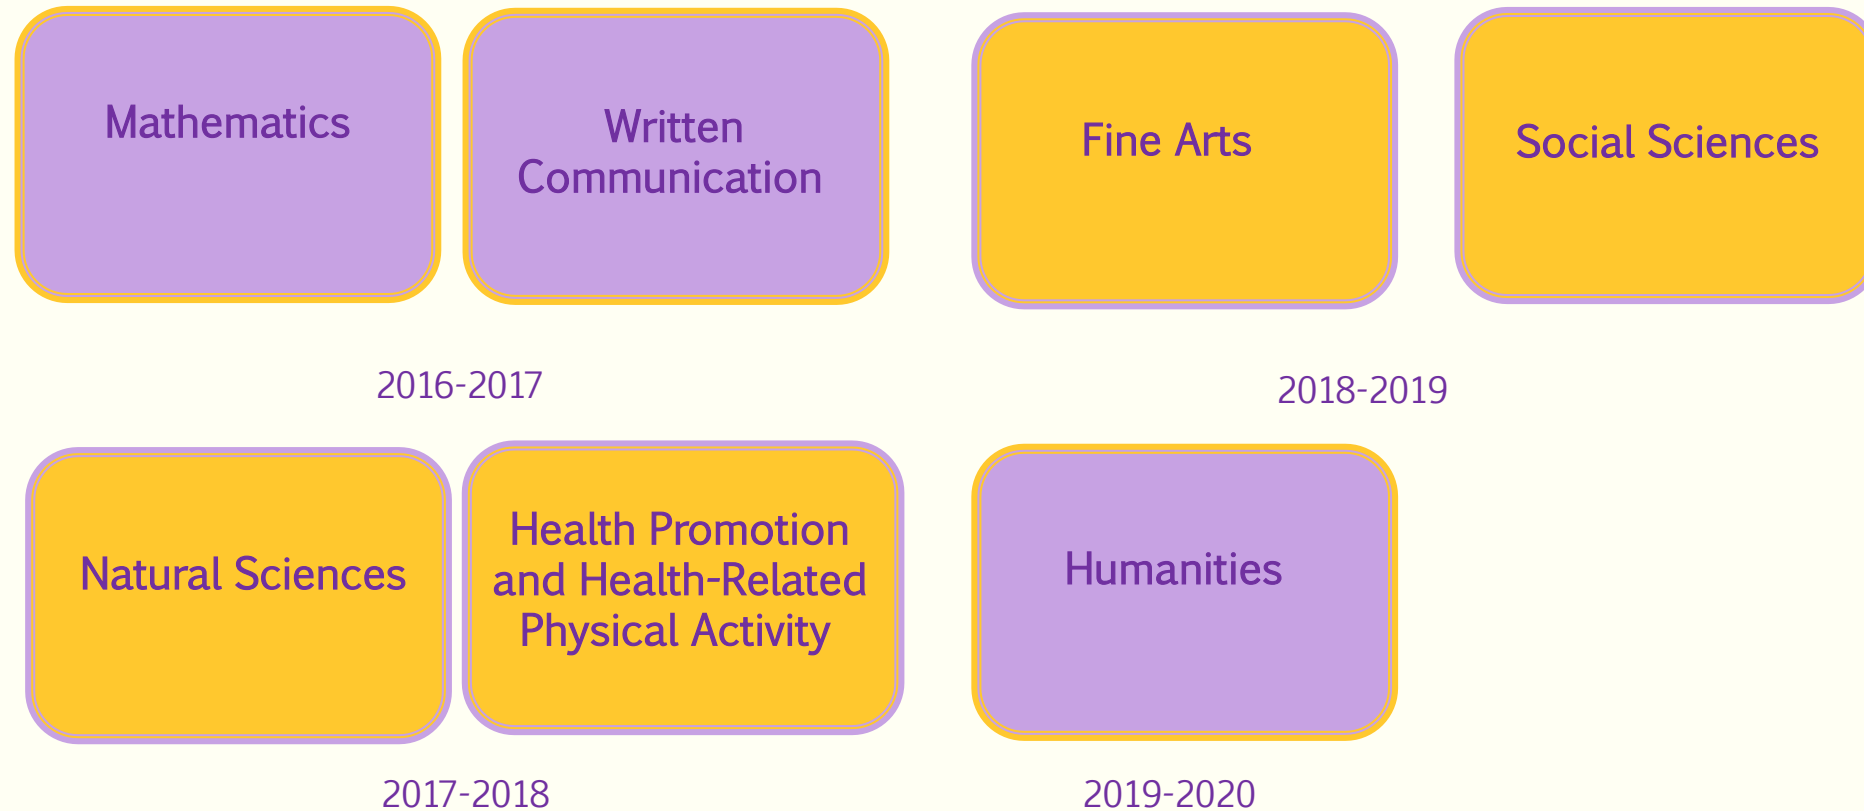 Mathematics
Written
Communication
2016-2017
Fine Arts
Social Sciences
2018-2019
Natural Sciences
Health Promotion
and Health-Related
Physical Activity
2017-2018
Humanities
2019-2020